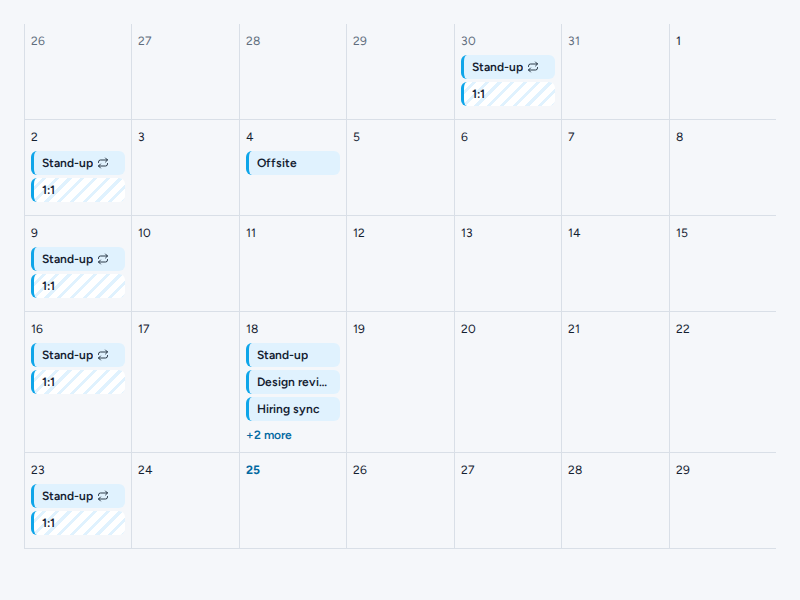 26 27 28 29 30 31 1
Stand-up
1:1
2 3 4 5 6 7 8
Stand-up Offsite
1:1
9 10 11 12 13 14 15
Stand-up
1:1
16 17 18 19 20 21 22
Stand-up Stand-up
1:1 Design revi...
Hiring sync
+2 more
23 24 25 26 27 28 29
Stand-up
1:1